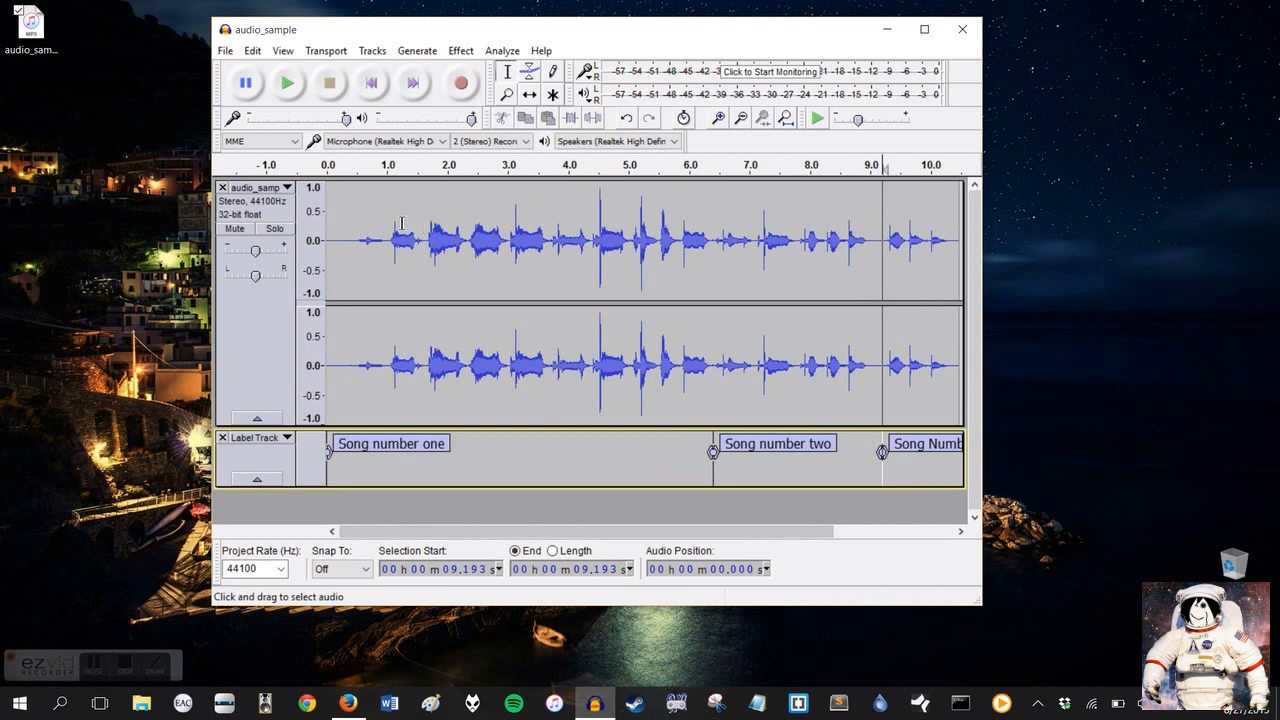 MP3
audio_sam...
audio_sample
File Edit View Transport Tracks Generate Effect Analyze Help
L
R
-57 -54 -51 -48 -45 -42 -3 Click to Start Monitoring 1 -18 -15 -12 -9 -6 -3 0
L
R
-57 -54 -51 -48 -45 -42 -39 -36 -33 -30 -27 -24 -21 -18 -15 -12 -9 -6 -3 0
MME Microphone (Realtek High D 2 (Stereo) Recor Speakers (Realtek High Defin
-1.0 0.0 1.0 2.0 3.0 4.0 5.0 6.0 7.0 8.0 9.0 10.0
audio_samp
Stereo, 44100Hz
32-bit float
Mute Solo
- +
L R
1.0
0.5
0.0
-0.5
-1.0
1.0
0.5
0.0
-0.5
-1.0
Label Track
Song number one Song number two Song Numb
Project Rate (Hz): Snap To: Selection Start: End Length Audio Position:
44100 Off 00 h 00 m 09.193 s 00 h 00 m 09.193 s 00 h 00 m 00.000 s
Click and drag to select audio
ezvid
RECORDER
PAUSE STOP DRAW
EAC